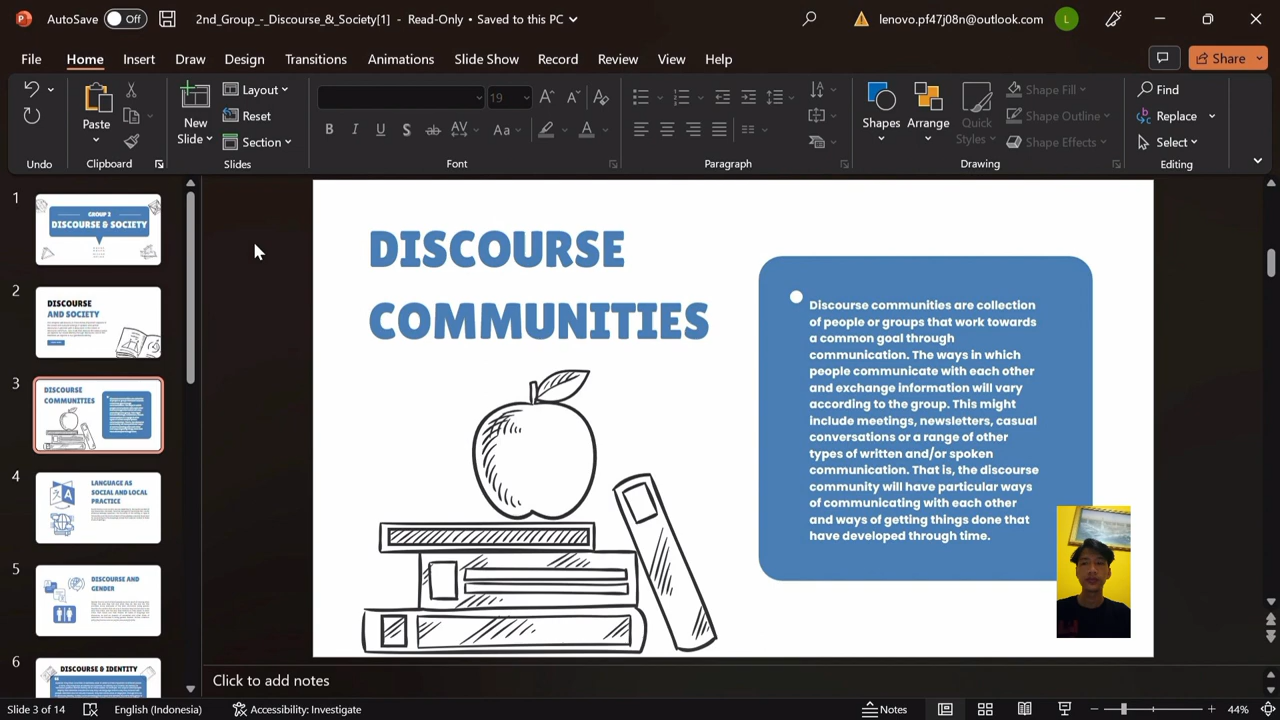 AutoSave Off 2nd_Group_-_Discourse_&_Society[1] - Read-Only • Saved to this PC lenovo.pf47j08n@outlook.com L
File Home Insert Draw Design Transitions Animations Slide Show Record Review View Help Share
Paste New Slide Layout Reset Section 19 Aa Shapes Arrange Quick Styles Shape Fill Shape Outline Shape Effects Find Replace Select
Undo Clipboard Slides Font Paragraph Drawing Editing
1
GROUP 2
DISCOURSE & SOCIETY
2
DISCOURSE
AND SOCIETY
3
DISCOURSE
COMMUNITIES
4
LANGUAGE AS
SOCIAL AND LOCAL
PRACTICE
5
DISCOURSE AND
GENDER
6
DISCOURSE & IDENTITY
DISCOURSE
COMMUNITIES
Discourse communities are collection
of people or groups that work towards
a common goal through
communication. The ways in which
people communicate with each other
and exchange information will vary
according to the group. This might
include meetings, newsletters, casual
conversations or a range of other
types of written and/or spoken
communication. That is, the discourse
community will have particular ways
of communicating with each other
and ways of getting things done that
have developed through time.
Click to add notes
Slide 3 of 14 English (Indonesia) Accessibility: Investigate Notes 44%